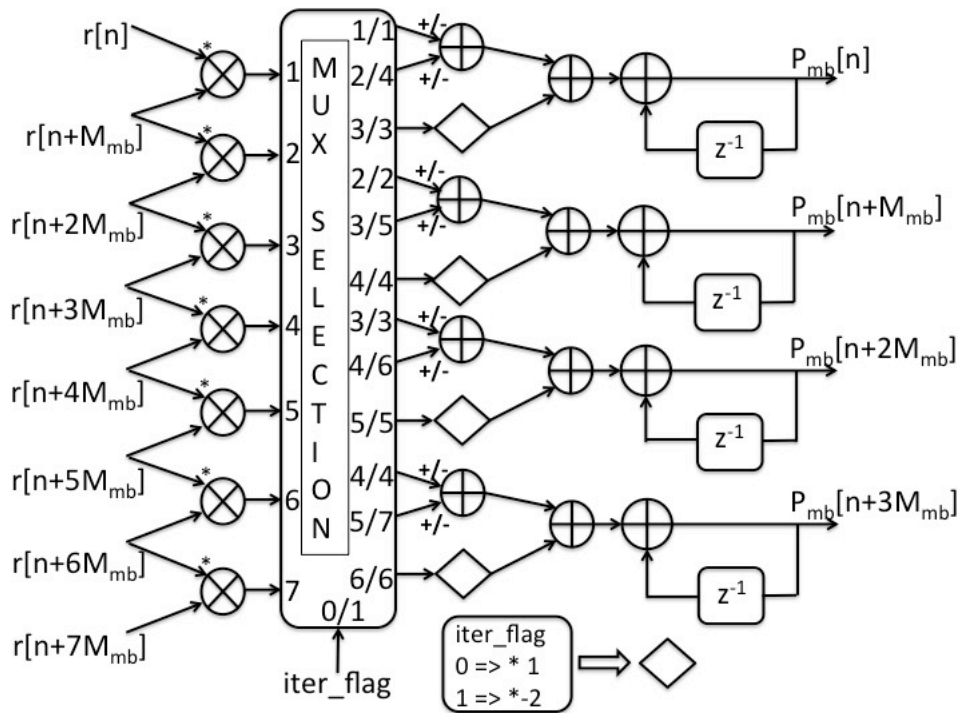 r[n]
r[n+M_mb]
r[n+2M_mb]
r[n+3M_mb]
r[n+4M_mb]
r[n+5M_mb]
r[n+6M_mb]
r[n+7M_mb]
*
*
*
*
*
*
*
1
2
3
4
5
6
7
MUX SELECTION
0/1
iter_flag
1/1
2/4
3/3
2/2
3/5
4/4
3/3
4/6
5/5
4/4
5/7
6/6
+/-
+/-
+/-
+/-
+/-
+/-
+/-
+/-
z⁻¹
z⁻¹
z⁻¹
z⁻¹
P_mb[n]
P_mb[n+M_mb]
P_mb[n+2M_mb]
P_mb[n+3M_mb]
iter_flag
0 => * 1
1 => *-2